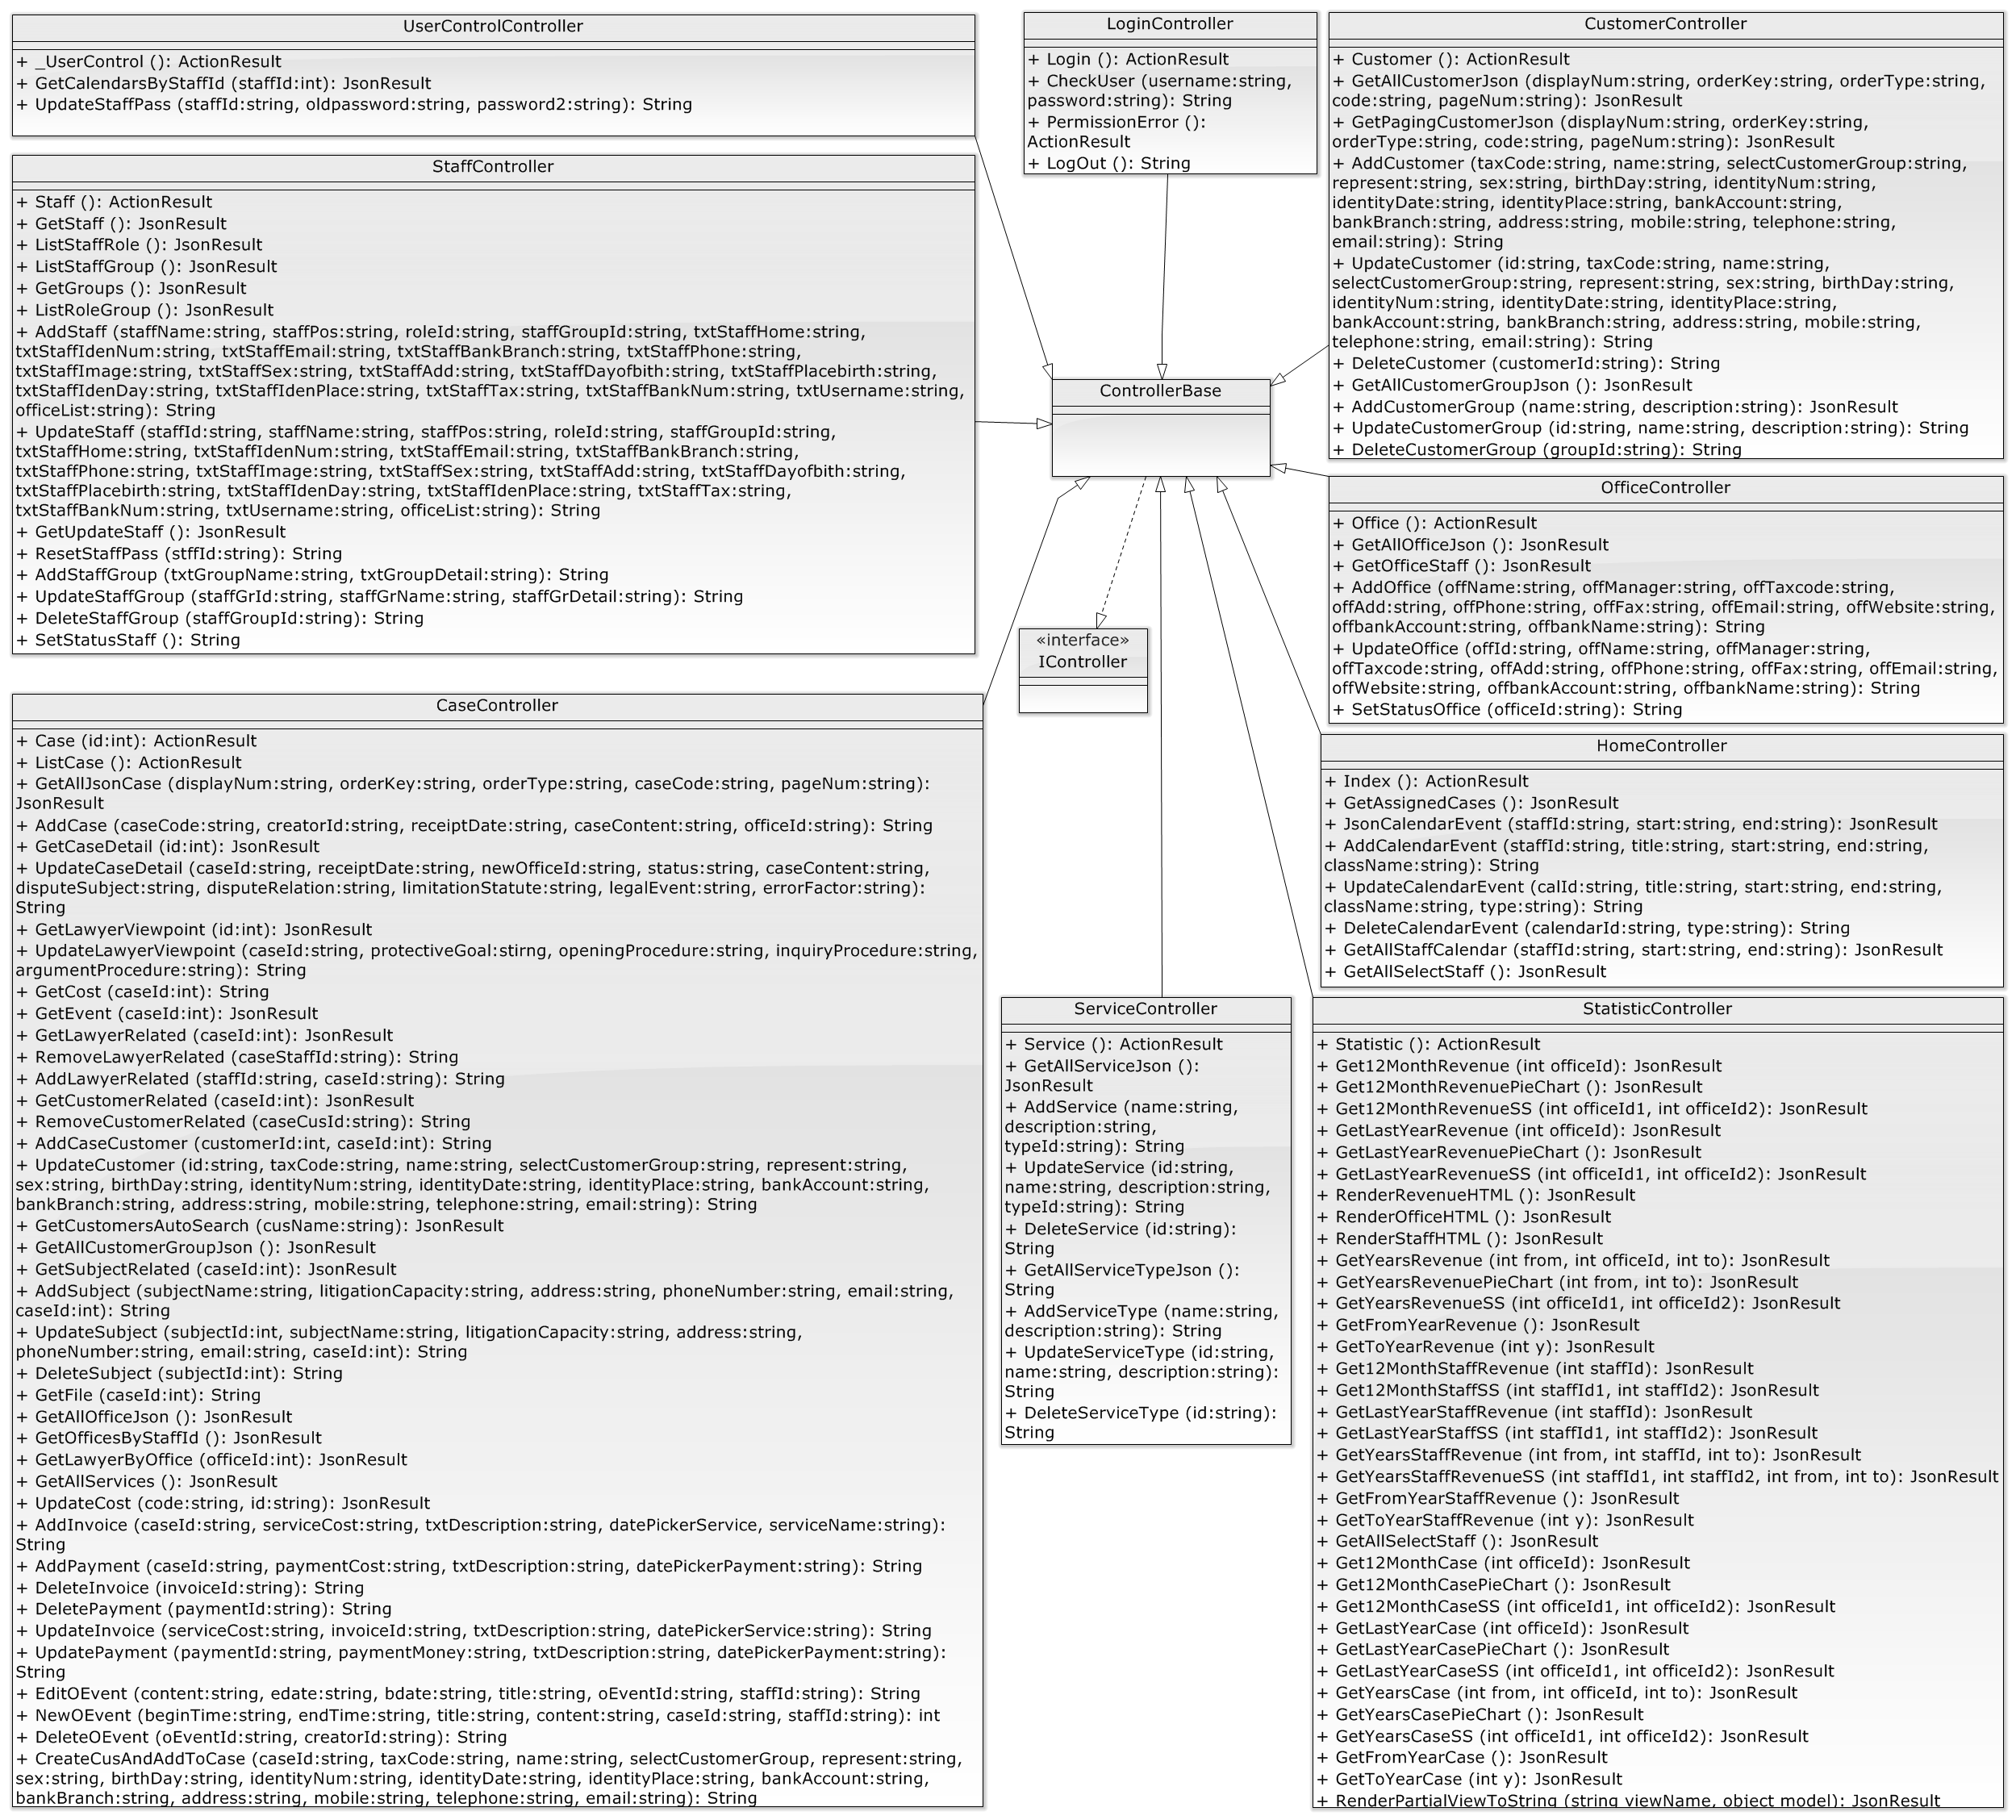 UserControlController
+ _UserControl (): ActionResult
+ GetCalendarsByStaffId (staffId:int): JsonResult
+ UpdateStaffPass (staffId:string, oldpassword:string, password2:string): String
StaffController
+ Staff (): ActionResult
+ GetStaff (): JsonResult
+ ListStaffRole (): JsonResult
+ ListStaffGroup (): JsonResult
+ GetGroups (): JsonResult
+ ListRoleGroup (): JsonResult
+ AddStaff (staffName:string, staffPos:string, roleId:string, staffGroupId:string, txtStaffHome:string,
txtStaffIdenNum:string, txtStaffEmail:string, txtStaffBankBranch:string, txtStaffPhone:string,
txtStaffImage:string, txtStaffSex:string, txtStaffAdd:string, txtStaffDayofbith:string, txtStaffPlacebirth:string,
txtStaffIdenDay:string, txtStaffIdenPlace:string, txtStaffTax:string, txtStaffBankNum:string, txtUsername:string,
officeList:string): String
+ UpdateStaff (staffId:string, staffName:string, staffPos:string, roleId:string, staffGroupId:string,
txtStaffHome:string, txtStaffIdenNum:string, txtStaffEmail:string, txtStaffBankBranch:string,
txtStaffPhone:string, txtStaffImage:string, txtStaffSex:string, txtStaffAdd:string, txtStaffDayofbith:string,
txtStaffPlacebirth:string, txtStaffIdenDay:string, txtStaffIdenPlace:string, txtStaffTax:string,
txtStaffBankNum:string, txtUsername:string, officeList:string): String
+ GetUpdateStaff (): JsonResult
+ ResetStaffPass (stffId:string): String
+ AddStaffGroup (txtGroupName:string, txtGroupDetail:string): String
+ UpdateStaffGroup (staffGrId:string, staffGrName:string, staffGrDetail:string): String
+ DeleteStaffGroup (staffGroupId:string): String
+ SetStatusStaff (): String
CaseController
+ Case (id:int): ActionResult
+ ListCase (): ActionResult
+ GetAllJsonCase (displayNum:string, orderKey:string, orderType:string, caseCode:string, pageNum:string):
JsonResult
+ AddCase (caseCode:string, creatorId:string, receiptDate:string, caseContent:string, officeId:string): String
+ GetCaseDetail (id:int): JsonResult
+ UpdateCaseDetail (caseId:string, receiptDate:string, newOfficeId:string, status:string, caseContent:string,
disputeSubject:string, disputeRelation:string, limitationStatute:string, legalEvent:string, errorFactor:string):
String
+ GetLawyerViewpoint (id:int): JsonResult
+ UpdateLawyerViewpoint (caseId:string, protectiveGoal:stirng, openingProcedure:string, inquiryProcedure:string,
argumentProcedure:string): String
+ GetCost (caseId:int): String
+ GetEvent (caseId:int): JsonResult
+ GetLawyerRelated (caseId:int): JsonResult
+ RemoveLawyerRelated (caseStaffId:string): String
+ AddLawyerRelated (staffId:string, caseId:string): String
+ GetCustomerRelated (caseId:int): JsonResult
+ RemoveCustomerRelated (caseCusId:string): String
+ AddCaseCustomer (customerId:int, caseId:int): String
+ UpdateCustomer (id:string, taxCode:string, name:string, selectCustomerGroup:string, represent:string,
sex:string, birthDay:string, identityNum:string, identityDate:string, identityPlace:string, bankAccount:string,
bankBranch:string, address:string, mobile:string, telephone:string, email:string): String
+ GetCustomersAutoSearch (cusName:string): JsonResult
+ GetAllCustomerGroupJson (): JsonResult
+ GetSubjectRelated (caseId:int): JsonResult
+ AddSubject (subjectName:string, litigationCapacity:string, address:string, phoneNumber:string, email:string,
caseId:int): String
+ UpdateSubject (subjectId:int, subjectName:string, litigationCapacity:string, address:string,
phoneNumber:string, email:string, caseId:int): String
+ DeleteSubject (subjectId:int): String
+ GetFile (caseId:int): String
+ GetAllOfficeJson (): JsonResult
+ GetOfficesByStaffId (): JsonResult
+ GetLawyerByOffice (officeId:int): JsonResult
+ GetAllServices (): JsonResult
+ UpdateCost (code:string, id:string): JsonResult
+ AddInvoice (caseId:string, serviceCost:string, txtDescription:string, datePickerService, serviceName:string):
String
+ AddPayment (caseId:string, paymentCost:string, txtDescription:string, datePickerPayment:string): String
+ DeleteInvoice (invoiceId:string): String
+ DeletePayment (paymentId:string): String
+ UpdateInvoice (serviceCost:string, invoiceId:string, txtDescription:string, datePickerService:string): String
+ UpdatePayment (paymentId:string, paymentMoney:string, txtDescription:string, datePickerPayment:string):
String
+ EditOEvent (content:string, edate:string, bdate:string, title:string, oEventId:string, staffId:string): String
+ NewOEvent (beginTime:string, endTime:string, title:string, content:string, caseId:string, staffId:string): int
+ DeleteOEvent (oEventId:string, creatorId:string): String
+ CreateCusAndAddToCase (caseId:string, taxCode:string, name:string, selectCustomerGroup, represent:string,
sex:string, birthDay:string, identityNum:string, identityDate:string, identityPlace:string, bankAccount:string,
bankBranch:string, address:string, mobile:string, telephone:string, email:string): String
LoginController
+ Login (): ActionResult
+ CheckUser (username:string,
password:string): String
+ PermissionError ():
ActionResult
+ LogOut (): String
ControllerBase
«interface»
IController
ServiceController
+ Service (): ActionResult
+ GetAllServiceJson ():
JsonResult
+ AddService (name:string,
description:string,
typeId:string): String
+ UpdateService (id:string,
name:string, description:string,
typeId:string): String
+ DeleteService (id:string):
String
+ GetAllServiceTypeJson ():
String
+ AddServiceType (name:string,
description:string): String
+ UpdateServiceType (id:string,
name:string, description:string):
String
+ DeleteServiceType (id:string):
String
CustomerController
+ Customer (): ActionResult
+ GetAllCustomerJson (displayNum:string, orderKey:string, orderType:string,
code:string, pageNum:string): JsonResult
+ GetPagingCustomerJson (displayNum:string, orderKey:string,
orderType:string, code:string, pageNum:string): JsonResult
+ AddCustomer (taxCode:string, name:string, selectCustomerGroup:string,
represent:string, sex:string, birthDay:string, identityNum:string,
identityDate:string, identityPlace:string, bankAccount:string,
bankBranch:string, address:string, mobile:string, telephone:string,
email:string): String
+ UpdateCustomer (id:string, taxCode:string, name:string,
selectCustomerGroup:string, represent:string, sex:string, birthDay:string,
identityNum:string, identityDate:string, identityPlace:string,
bankAccount:string, bankBranch:string, address:string, mobile:string,
telephone:string, email:string): String
+ DeleteCustomer (customerId:string): String
+ GetAllCustomerGroupJson (): JsonResult
+ AddCustomerGroup (name:string, description:string): JsonResult
+ UpdateCustomerGroup (id:string, name:string, description:string): String
+ DeleteCustomerGroup (groupId:string): String
OfficeController
+ Office (): ActionResult
+ GetAllOfficeJson (): JsonResult
+ GetOfficeStaff (): JsonResult
+ AddOffice (offName:string, offManager:string, offTaxcode:string,
offAdd:string, offPhone:string, offFax:string, offEmail:string, offWebsite:string,
offbankAccount:string, offbankName:string): String
+ UpdateOffice (offId:string, offName:string, offManager:string,
offTaxcode:string, offAdd:string, offPhone:string, offFax:string, offEmail:string,
offWebsite:string, offbankAccount:string, offbankName:string): String
+ SetStatusOffice (officeId:string): String
HomeController
+ Index (): ActionResult
+ GetAssignedCases (): JsonResult
+ JsonCalendarEvent (staffId:string, start:string, end:string): JsonResult
+ AddCalendarEvent (staffId:string, title:string, start:string, end:string,
className:string): String
+ UpdateCalendarEvent (calId:string, title:string, start:string, end:string,
className:string, type:string): String
+ DeleteCalendarEvent (calendarId:string, type:string): String
+ GetAllStaffCalendar (staffId:string, start:string, end:string): JsonResult
+ GetAllSelectStaff (): JsonResult
StatisticController
+ Statistic (): ActionResult
+ Get12MonthRevenue (int officeId): JsonResult
+ Get12MonthRevenuePieChart (): JsonResult
+ Get12MonthRevenueSS (int officeId1, int officeId2): JsonResult
+ GetLastYearRevenue (int officeId): JsonResult
+ GetLastYearRevenuePieChart (): JsonResult
+ GetLastYearRevenueSS (int officeId1, int officeId2): JsonResult
+ RenderRevenueHTML (): JsonResult
+ RenderOfficeHTML (): JsonResult
+ RenderStaffHTML (): JsonResult
+ GetYearsRevenue (int from, int officeId, int to): JsonResult
+ GetYearsRevenuePieChart (int from, int to): JsonResult
+ GetYearsRevenueSS (int officeId1, int officeId2): JsonResult
+ GetFromYearRevenue (): JsonResult
+ GetToYearRevenue (int y): JsonResult
+ Get12MonthStaffRevenue (int staffId): JsonResult
+ Get12MonthStaffSS (int staffId1, int staffId2): JsonResult
+ GetLastYearStaffRevenue (int staffId): JsonResult
+ GetLastYearStaffSS (int staffId1, int staffId2): JsonResult
+ GetYearsStaffRevenue (int from, int staffId, int to): JsonResult
+ GetYearsStaffRevenueSS (int staffId1, int staffId2, int from, int to): JsonResult
+ GetFromYearStaffRevenue (): JsonResult
+ GetToYearStaffRevenue (int y): JsonResult
+ GetAllSelectStaff (): JsonResult
+ Get12MonthCase (int officeId): JsonResult
+ Get12MonthCasePieChart (): JsonResult
+ Get12MonthCaseSS (int officeId1, int officeId2): JsonResult
+ GetLastYearCase (int officeId): JsonResult
+ GetLastYearCasePieChart (): JsonResult
+ GetLastYearCaseSS (int officeId1, int officeId2): JsonResult
+ GetYearsCase (int from, int officeId, int to): JsonResult
+ GetYearsCasePieChart (): JsonResult
+ GetYearsCaseSS (int officeId1, int officeId2): JsonResult
+ GetFromYearCase (): JsonResult
+ GetToYearCase (int y): JsonResult
+ RenderPartialViewToString (string viewName, object model): JsonResult